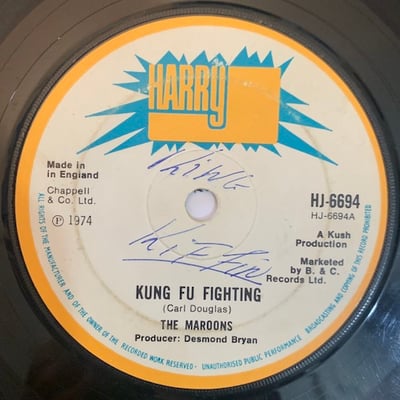 HARRY
Made in
in England
Chappell
& Co. Ltd.
℗ 1974
HJ-6694
HJ-6694A
A Kush
Production
Marketed
by B. & C.
Records Ltd.
KING
KUNG FU FIGHTING
(Carl Douglas)
THE MAROONS
Producer: Desmond Bryan
ALL RIGHTS OF THE MANUFACTURER AND OF THE OWNER OF THE RECORDED WORK RESERVED - UNAUTHORISED PUBLIC PERFORMANCE BROADCASTING AND COPYING OF THIS RECORD PROHIBITED